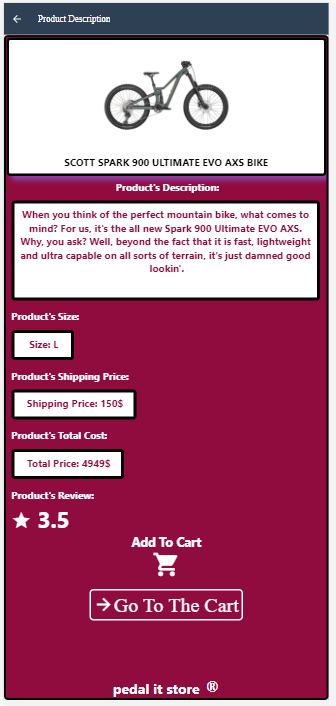 Product Description
SCOTT SPARK 900 ULTIMATE EVO AXS BIKE
Product's Description:
When you think of the perfect mountain bike, what comes to
mind? For us, it's the all new Spark 900 Ultimate EVO AXS.
Why, you ask? Well, beyond the fact that it is fast, lightweight
and ultra capable on all sorts of terrain, it's just damned good
lookin'.
Product's Size:
Size: L
Product's Shipping Price:
Shipping Price: 150$
Product's Total Cost:
Total Price: 4949$
Product's Review:
3.5
Add To Cart
Go To The Cart
pedal it store ®